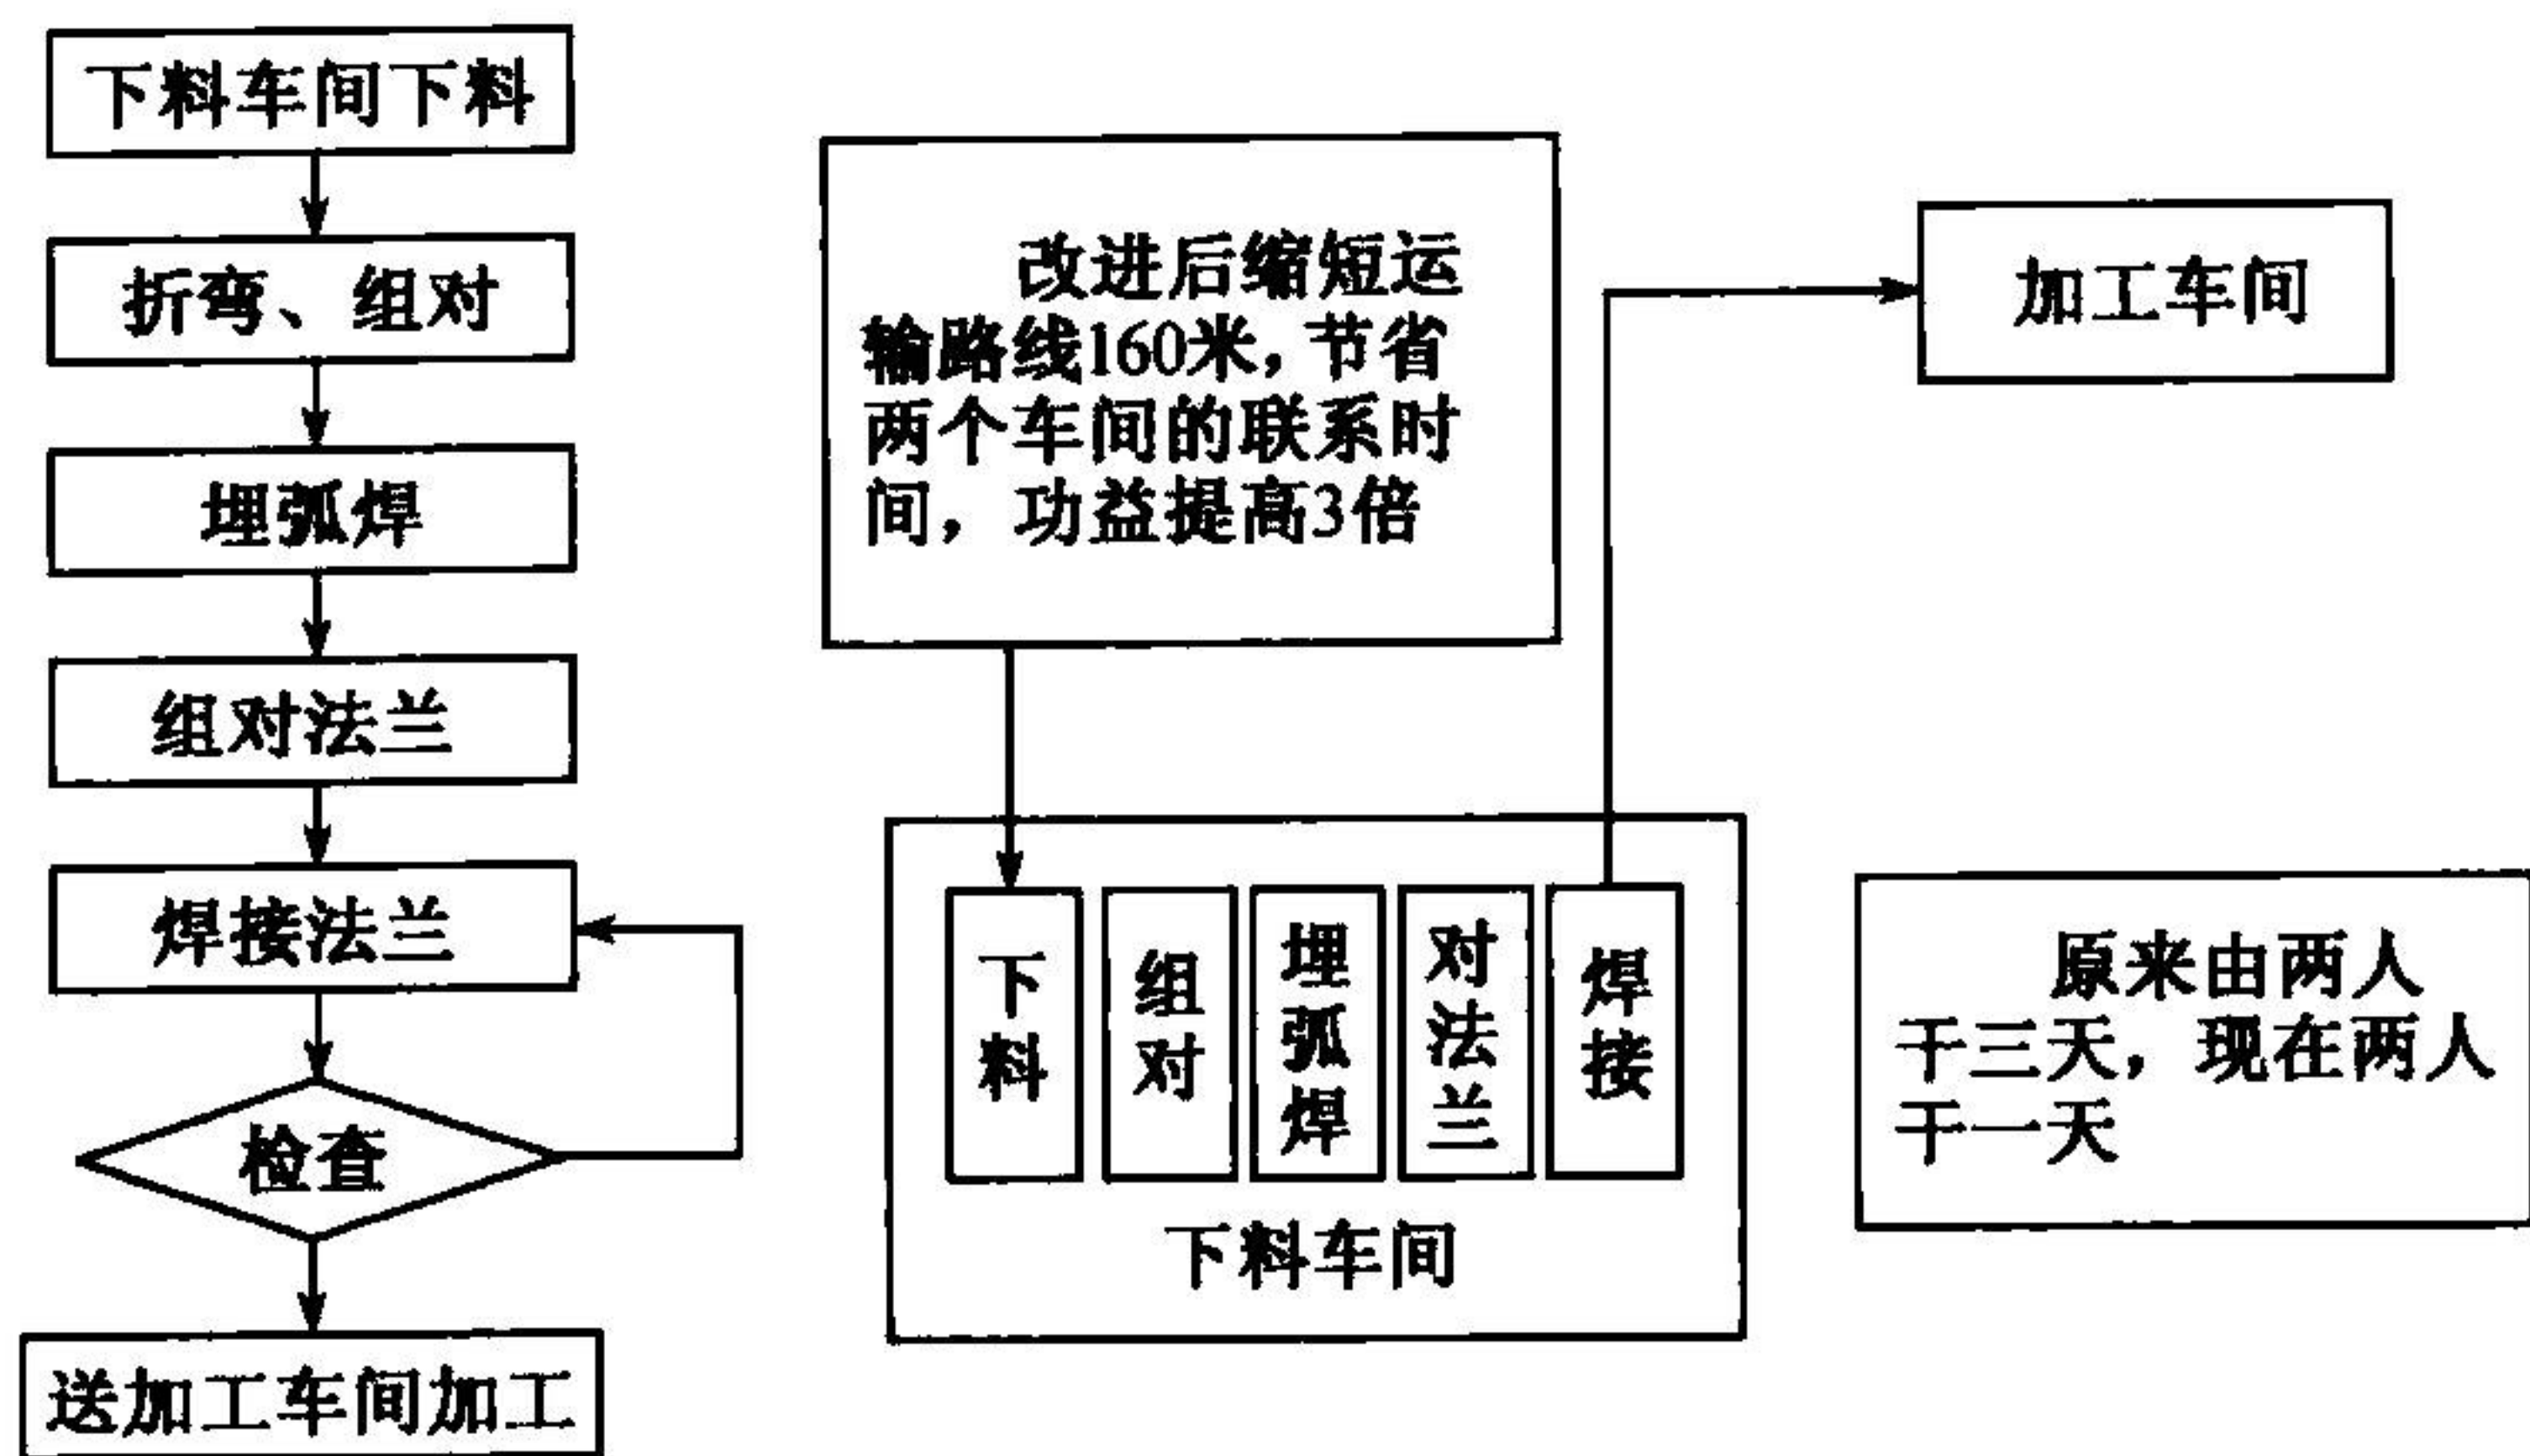 下料车间下料
折弯、组对
埋弧焊
组对法兰
焊接法兰
检查
送加工车间加工
改进后缩短运
输路线160米，节省
两个车间的联系时
间，功益提高3倍
加工车间
下料
组对
埋弧焊
对法兰
焊接
下料车间
原来由两人
干三天，现在两人
干一天